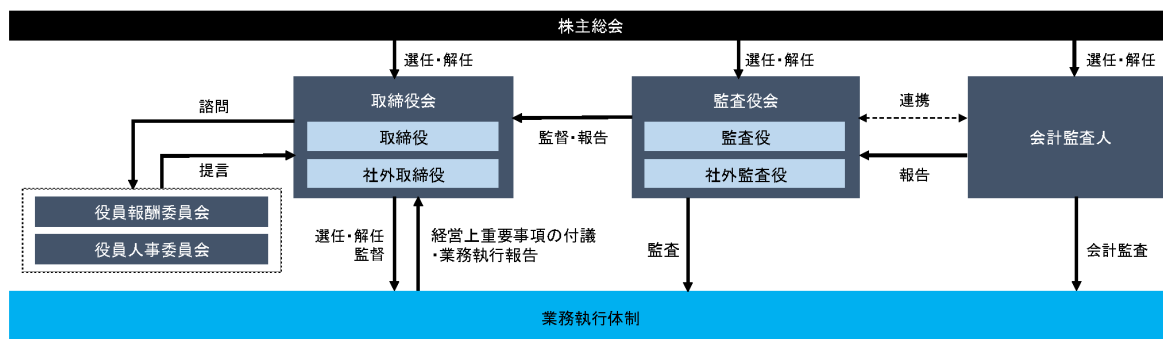 株主総会
選任・解任
選任・解任
選任・解任
取締役会
取締役
社外取締役
監査役会
監査役
社外監査役
会計監査人
諮問
提言
監督・報告
連携
報告
役員報酬委員会
役員人事委員会
選任・解任
監督
経営上重要事項の付議
・業務執行報告
監査
会計監査
業務執行体制